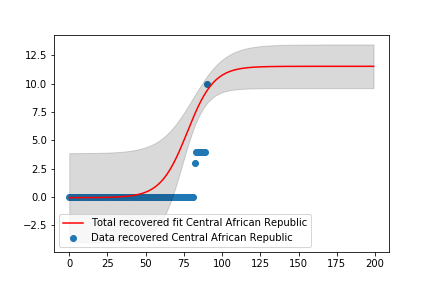 12.5
10.0
7.5
5.0
2.5
0.0
−2.5
Total recovered fit Central African Republic
Data recovered Central African Republic
0 25 50 75 100 125 150 175 200